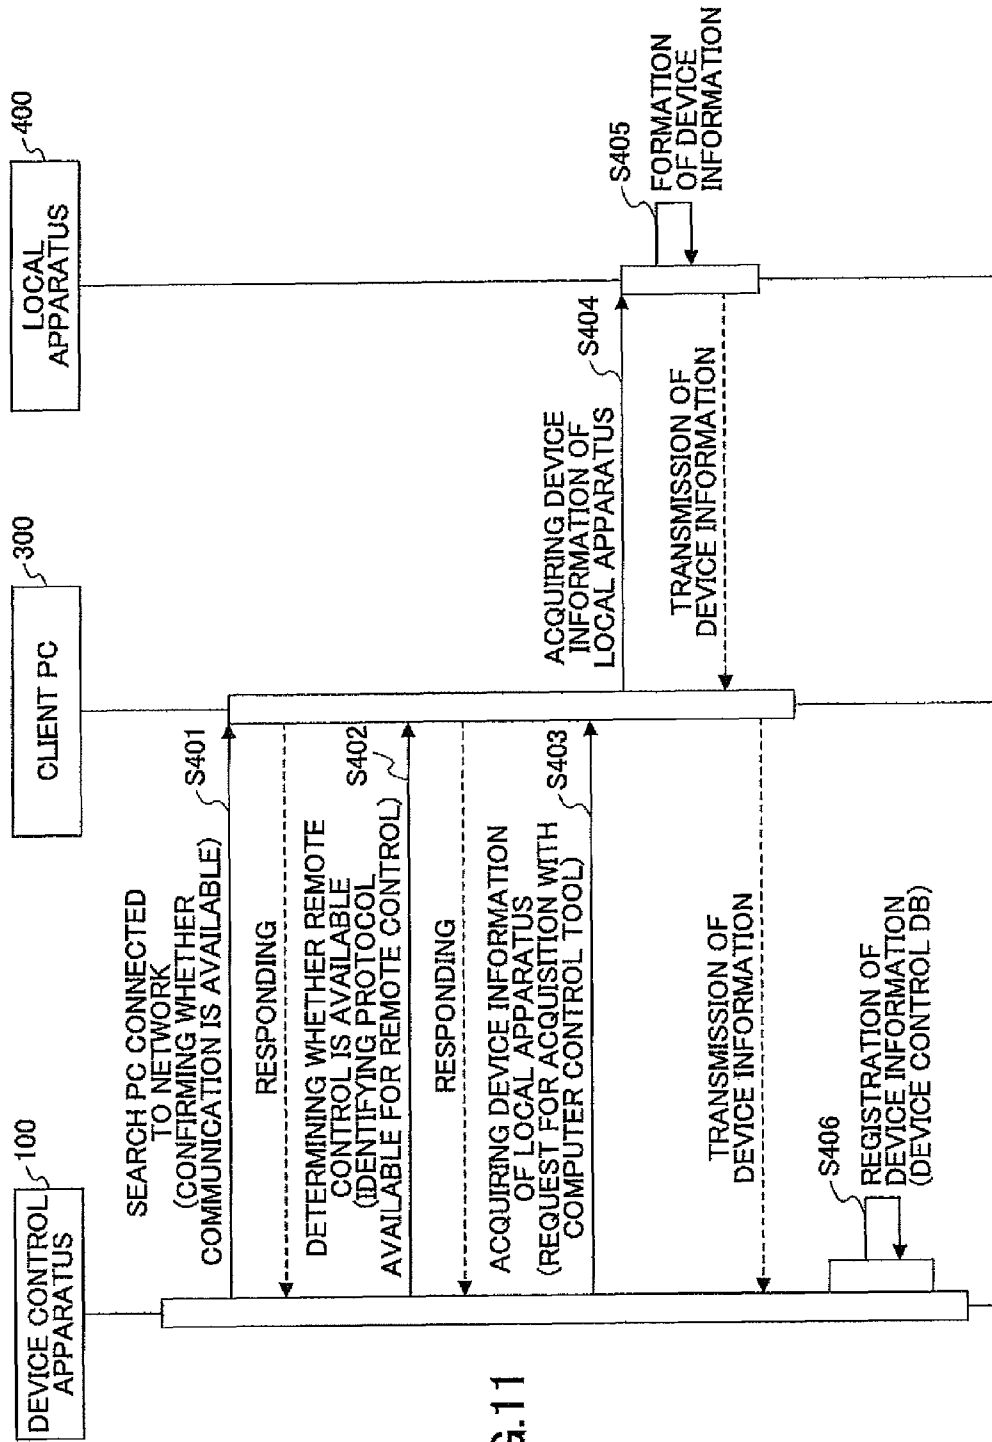 DEVICE CONTROL
APPARATUS
100
CLIENT PC
300
LOCAL
APPARATUS
400
SEARCH PC CONNECTED
TO NETWORK
(CONFIRMING WHETHER
COMMUNICATION IS AVAILABLE)
S401
RESPONDING
DETERMINING WHETHER REMOTE
CONTROL IS AVAILABLE
(IDENTIFYING PROTOCOL
AVAILABLE FOR REMOTE CONTROL)
S402
RESPONDING
ACQUIRING DEVICE INFORMATION
OF LOCAL APPARATUS
(REQUEST FOR ACQUISITION WITH
COMPUTER CONTROL TOOL)
S403
ACQUIRING DEVICE
INFORMATION OF
LOCAL APPARATUS
S404
S405
FORMATION
OF DEVICE
INFORMATION
TRANSMISSION OF
DEVICE INFORMATION
TRANSMISSION OF
DEVICE INFORMATION
S406
REGISTRATION OF
DEVICE INFORMATION
(DEVICE CONTROL DB)
G.11